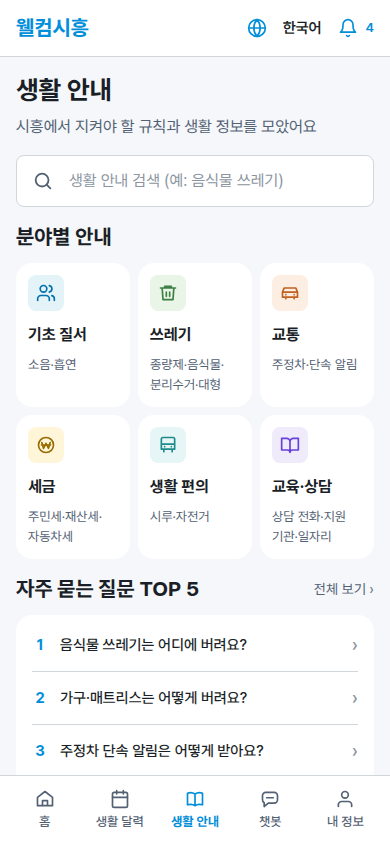 웰컴시흥
한국어
4
생활 안내
시흥에서 지켜야 할 규칙과 생활 정보를 모았어요
생활 안내 검색 (예: 음식물 쓰레기)
분야별 안내
기초 질서
소음·흡연
쓰레기
종량제·음식물·
분리수거·대형
교통
주정차·단속 알림
세금
주민세·재산세·
자동차세
생활 편의
시루·자전거
교육·상담
상담 전화·지원
기관·일자리
자주 묻는 질문 TOP 5
전체 보기 ›
1 음식물 쓰레기는 어디에 버려요? ›
2 가구·매트리스는 어떻게 버려요? ›
3 주정차 단속 알림은 어떻게 받아요? ›
홈
생활 달력
생활 안내
챗봇
내 정보